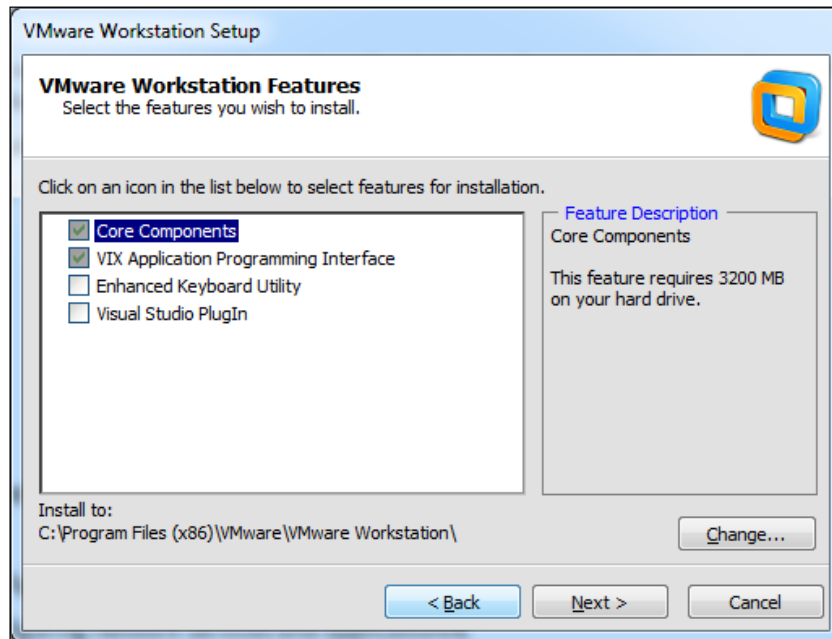 VMware Workstation Setup
VMware Workstation Features
Select the features you wish to install.
Click on an icon in the list below to select features for installation.
Core Components
VIX Application Programming Interface
Enhanced Keyboard Utility
Visual Studio PlugIn
Feature Description
Core Components
This feature requires 3200 MB
on your hard drive.
Install to:
C:\Program Files (x86)\VMware\VMware Workstation\
Change...
< Back
Next >
Cancel